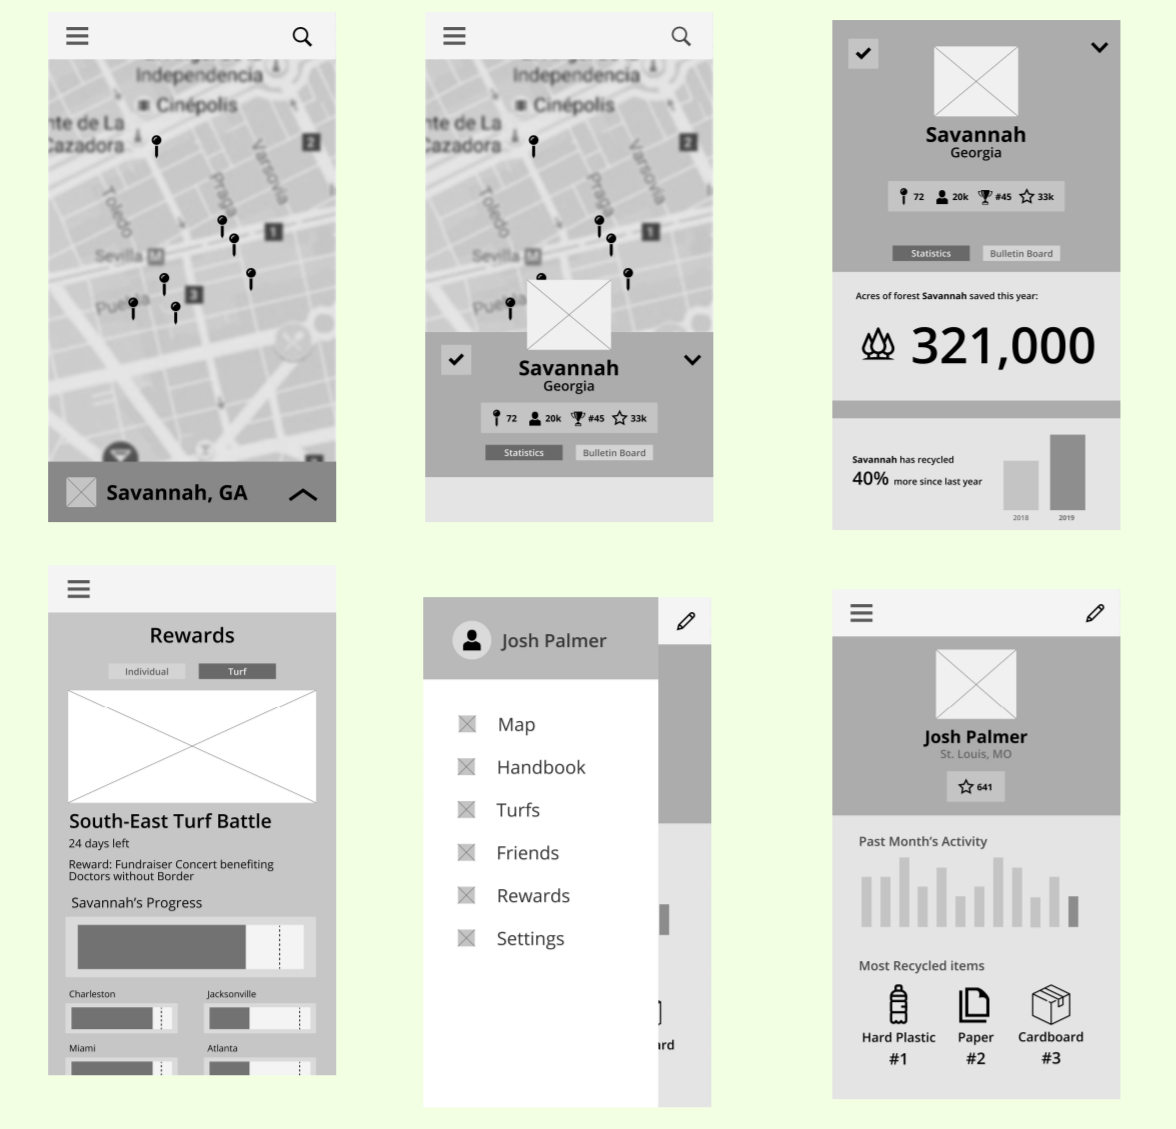 Independencia
Cinépolis
nte de La
Cazadora
2
Varsovia
Praga
Toledo
1
Sevilla M
3
Puebla
Savannah, GA
Independencia
Cinépolis
nte de La
Cazadora
2
Varsovia
Praga
Toledo
1
Sevilla
Savannah
Georgia
72 20k #45 33k
Statistics Bulletin Board
Savannah
Georgia
72 20k #45 33k
Statistics Bulletin Board
Acres of forest Savannah saved this year:
321,000
Savannah has recycled
40% more since last year
2018 2019
Rewards
Individual Turf
South-East Turf Battle
24 days left
Reward: Fundraiser Concert benefiting
Doctors without Border
Savannah's Progress
Charleston Jacksonville
Miami Atlanta
Josh Palmer
Map
Handbook
Turfs
Friends
Rewards
Settings
ard
Josh Palmer
St. Louis, MO
641
Past Month's Activity
Most Recycled items
Hard Plastic Paper Cardboard
#1 #2 #3